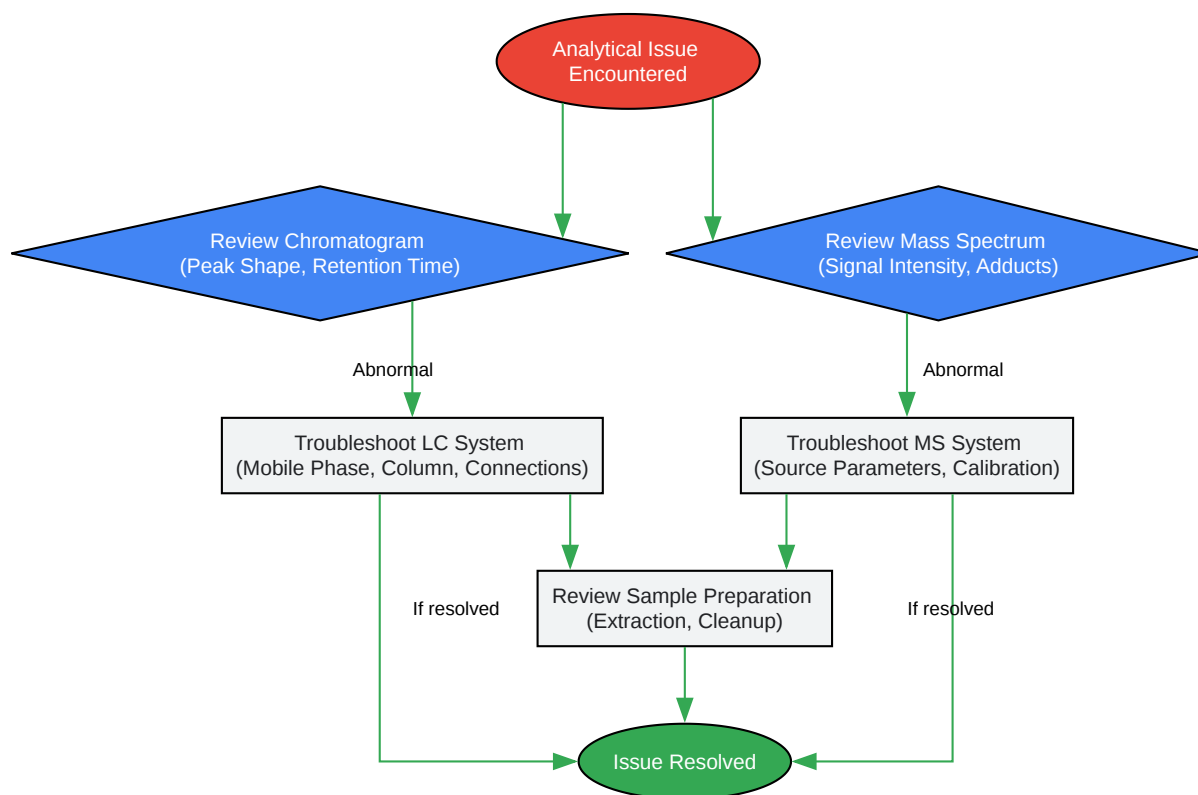 Analytical Issue
Encountered
Review Chromatogram
(Peak Shape, Retention Time)
Review Mass Spectrum
(Signal Intensity, Adducts)
Abnormal
Abnormal
Troubleshoot LC System
(Mobile Phase, Column, Connections)
Troubleshoot MS System
(Source Parameters, Calibration)
If resolved
Review Sample Preparation
(Extraction, Cleanup)
If resolved
Issue Resolved